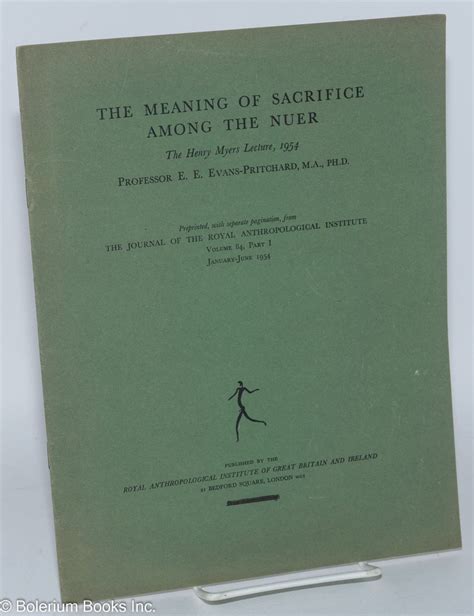 THE MEANING OF SACRIFICE
AMONG THE NUER
The Henry Myers Lecture, 1954
PROFESSOR E. E. EVANS-PRITCHARD, M.A., PH.D.
Preprinted, with separate pagination, from
THE JOURNAL OF THE ROYAL ANTHROPOLOGICAL INSTITUTE
VOLUME 84, PART I
JANUARY-JUNE 1954
PUBLISHED BY THE
ROYAL ANTHROPOLOGICAL INSTITUTE OF GREAT BRITAIN AND IRELAND
21 BEDFORD SQUARE, LONDON WC1
© Bolerium Books Inc.